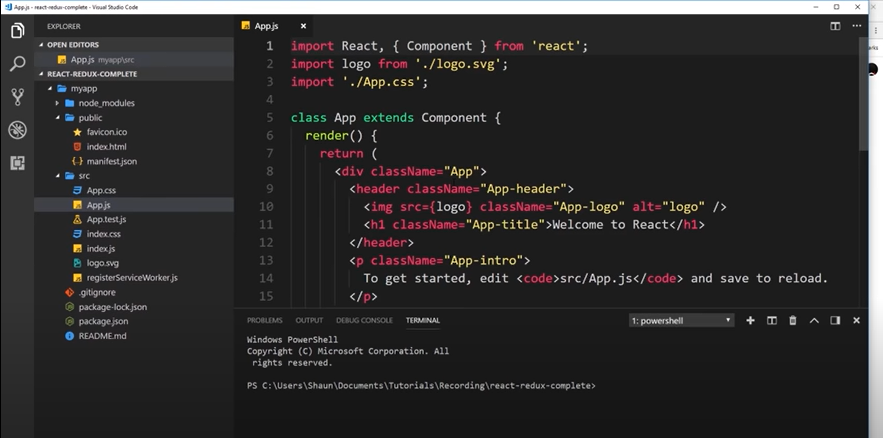 App.js - react-redux-complete - Visual Studio Code
EXPLORER
OPEN EDITORS
App.js myapp\src
REACT-REDUX-COMPLETE
myapp
node_modules
public
favicon.ico
index.html
manifest.json
src
App.css
App.js
App.test.js
index.css
index.js
logo.svg
registerServiceWorker.js
.gitignore
package-lock.json
package.json
README.md
App.js
1 import React, { Component } from 'react';
2 import logo from './logo.svg';
3 import './App.css';
4
5 class App extends Component {
6 render() {
7 return (
8 <div className="App">
9 <header className="App-header">
10 <img src={logo} className="App-logo" alt="logo" />
11 <h1 className="App-title">Welcome to React</h1>
12 </header>
13 <p className="App-intro">
14 To get started, edit <code>src/App.js</code> and save to reload.
15 </p>
PROBLEMS OUTPUT DEBUG CONSOLE TERMINAL 1: powershell
Windows PowerShell
Copyright (C) Microsoft Corporation. All
rights reserved.
PS C:\Users\Shaun\Documents\Tutorials\Recording\react-redux-complete>